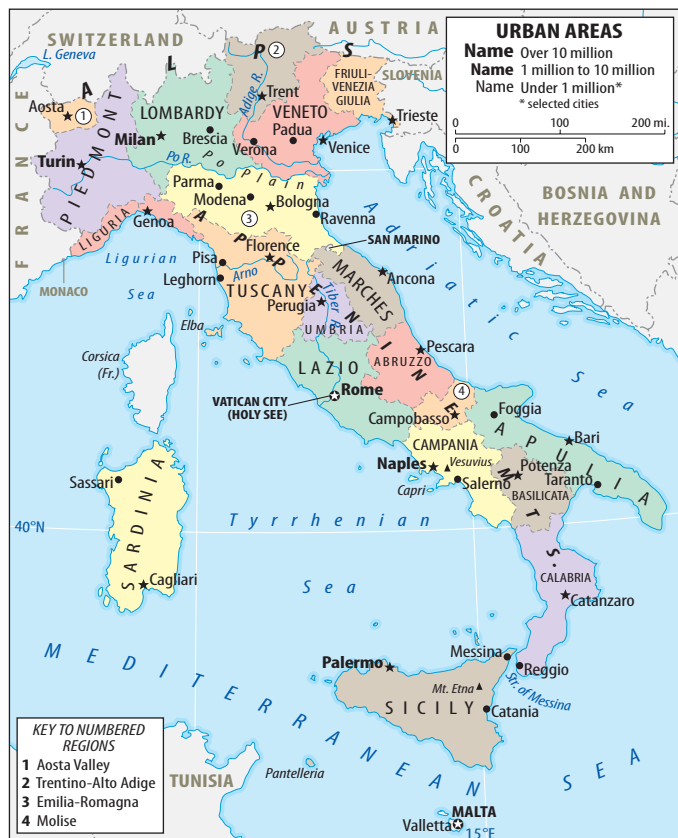 SWITZERLAND
AUSTRIA
L. Geneva
ALPS
2
FRIULI-
VENEZIA
GIULIA
SLOVENIA
Aosta
1
LOMBARDY
Adige R.
Trent
VENETO
Milan
Brescia
Verona
Padua
Venice
Trieste
Turin
PIEDMONT
Po R.
Po Plain
FRANCE
CROATIA
BOSNIA AND
HERZEGOVINA
URBAN AREAS
Name Over 10 million
Name 1 million to 10 million
Name Under 1 million*
* selected cities
0 100 200 mi.
0 100 200 km
Parma
Modena
3
Bologna
Ravenna
LIGURIA
Genoa
APPENINE MTS.
Florence
SAN MARINO
Adriatic Sea
MONACO
Ligurian
Sea
Pisa
Leghorn
Arno
TUSCANY
Tiber R.
Perugia
UMBRIA
MARCHES
Ancona
Elba
Corsica
(Fr.)
LAZIO
ABRUZZO
Pescara
VATICAN CITY
(HOLY SEE)
Rome
4
Campobasso
Foggia
APULIA
Bari
CAMPANIA
Naples
Vesuvius
Potenza
Taranto
Capri
Salerno
BASILICATA
Sassari
SARDINIA
40°N
Tyrrhenian
Sea
Cagliari
CALABRIA
Catanzaro
MEDITERRANEAN SEA
Palermo
Messina
Reggio
Str. of Messina
Mt. Etna
SICILY
Catania
KEY TO NUMBERED
REGIONS
1 Aosta Valley
2 Trentino-Alto Adige
3 Emilia-Romagna
4 Molise
TUNISIA
Pantelleria
MALTA
Valletta
15°E